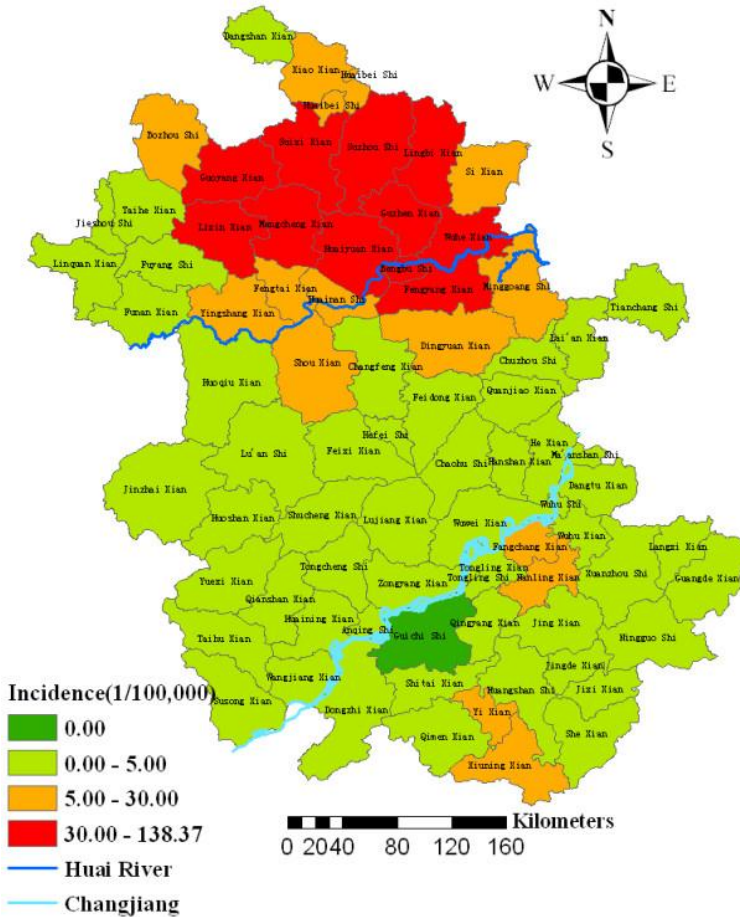 N
W E
S
Dangshan Xian
Xiao Xian
Huaibei Shi
Huaibei Shi
Bozhou Shi
Suixi Xian
Suzhou Shi
Lingbi Xian
Si Xian
Guoyang Xian
Taihe Xian
Jieshou Shi
Guzhen Xian
Lixin Xian
Mengcheng Xian
Wuhe Xian
Huaiyuan Xian
Linquan Xian
Fuyang Shi
Bengbu Shi
Fengyang Xian
Fengtai Xian
Huainan Shi
Minggoang Shi
Funan Xian
Yingshang Xian
Tianchang Shi
Lai'an Xian
Dingyuan Xian
Shou Xian
Changfeng Xian
Chuzhou Shi
Huoqiu Xian
Feidong Xian
Quanjiao Xian
Hefei Shi
He Xian
Lu'an Shi
Feixi Xian
Ma'anshan Shi
Chaohu Shi
Hanshan Xian
Jinzhai Xian
Dangtu Xian
Wuhu Shi
Huoshan Xian
Shucheng Xian
Lujiang Xian
Wuwei Xian
Wuhu Xian
Fangchang Xian
Langxi Xian
Tongcheng Shi
Tongling Xian
Yuexi Xian
Zongyang Xian
Tongling Shi
Nanling Xian
Xuanzhou Shi
Guangde Xian
Qianshan Xian
Huaining Xian
Qingyang Xian
Jing Xian
Anqing Shi
Guichi Shi
Taihu Xian
Ningguo Shi
Wangjiang Xian
Jingde Xian
Shitai Xian
Huangshan Shi
Jixi Xian
Susong Xian
Dongzhi Xian
Yi Xian
Qimen Xian
She Xian
Xiuning Xian
Incidence(1/100,000)
0.00
0.00 - 5.00
5.00 - 30.00
30.00 - 138.37
Huai River
Changjiang
Kilometers
0 20 40 80 120 160